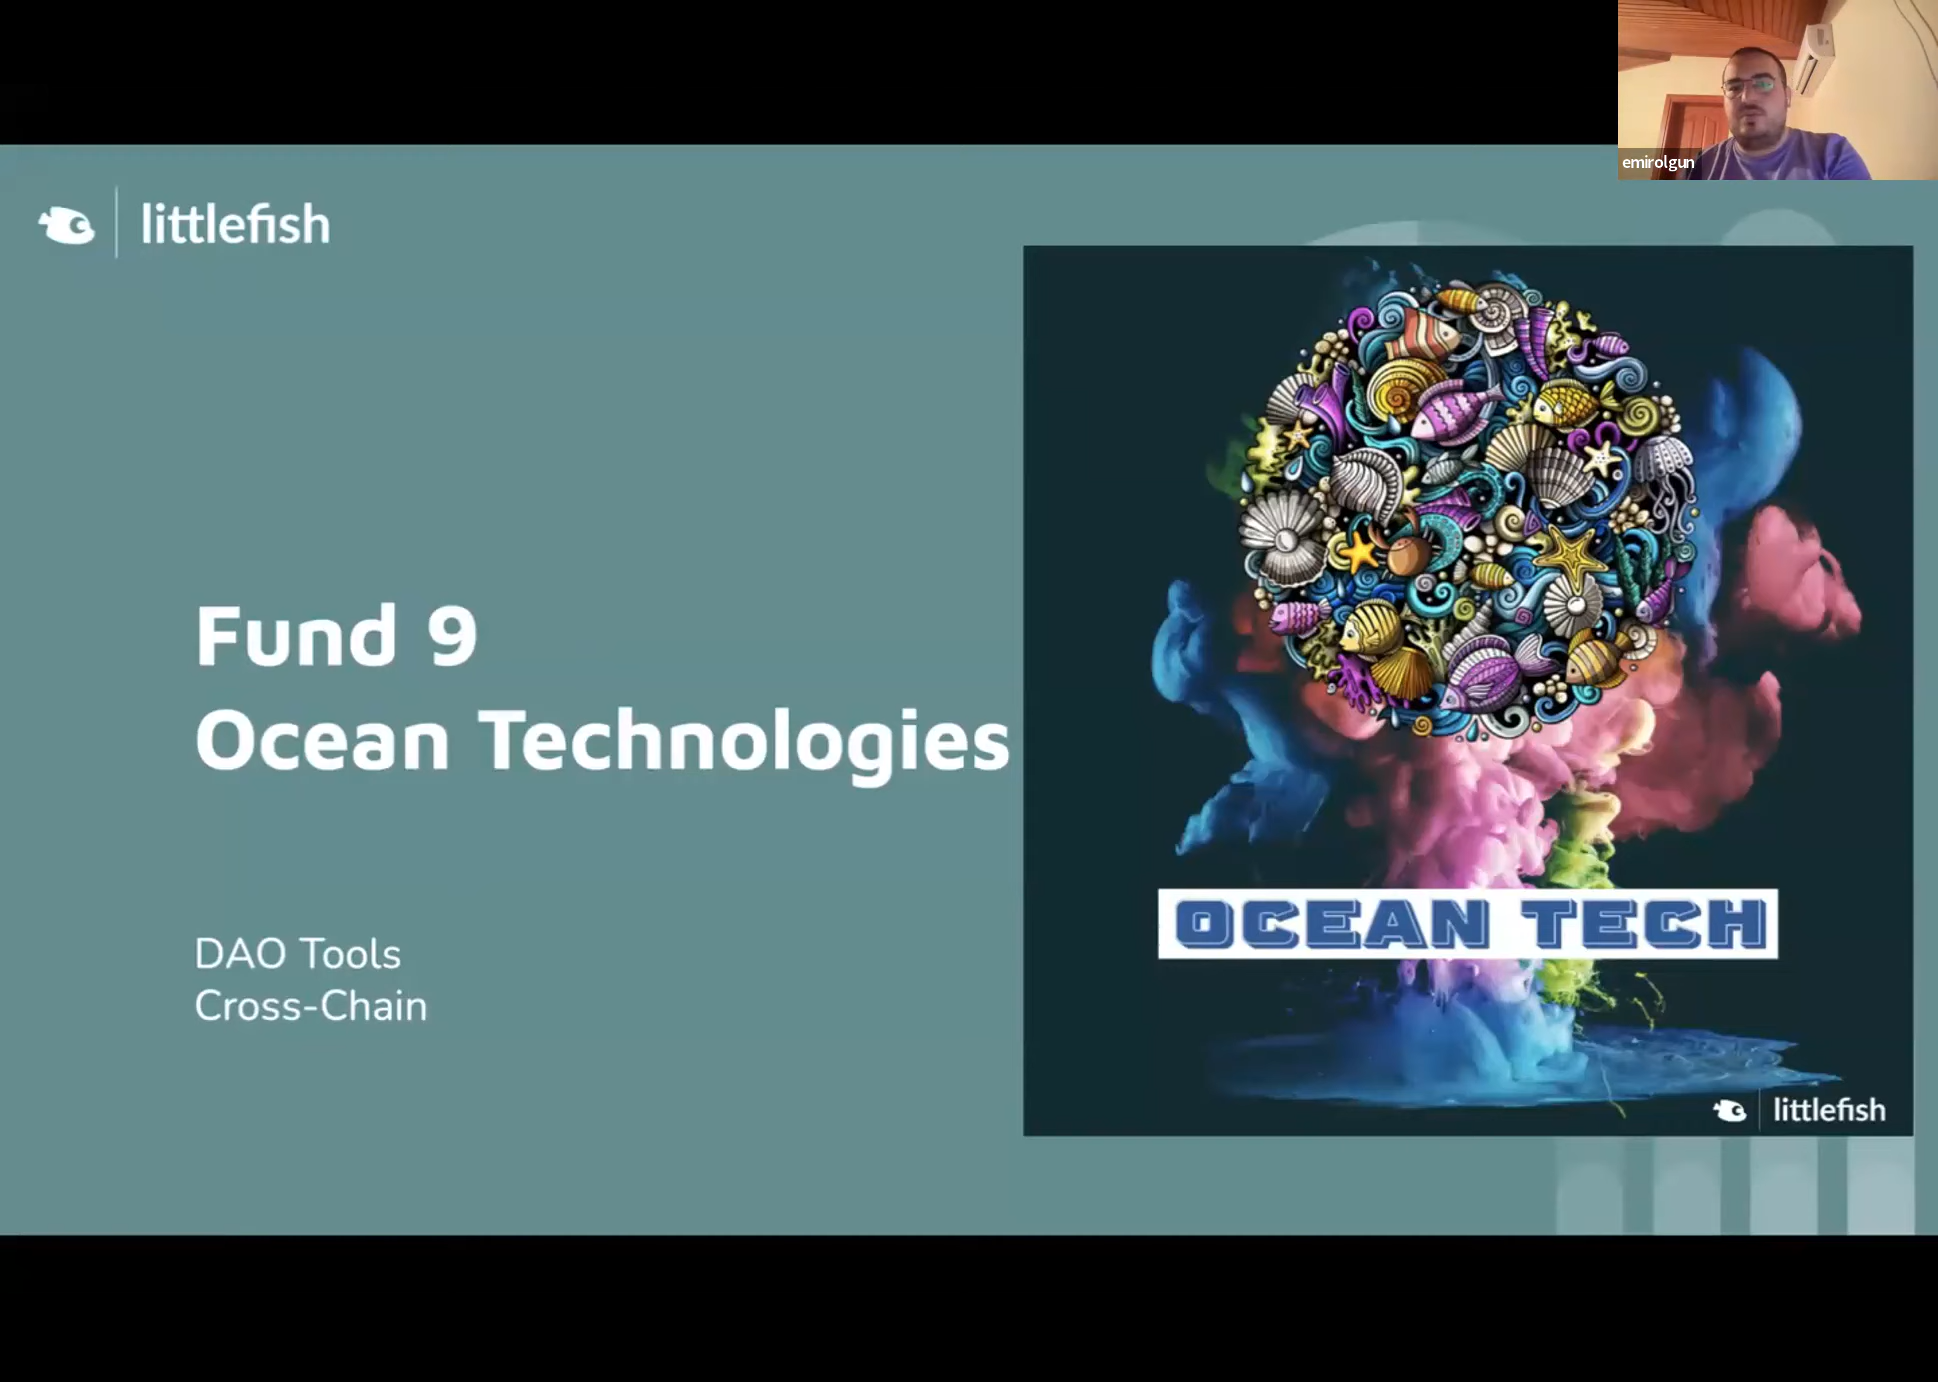 emirolgun
littlefish
Fund 9
Ocean Technologies
DAO Tools
Cross-Chain
OCEAN TECH
littlefish